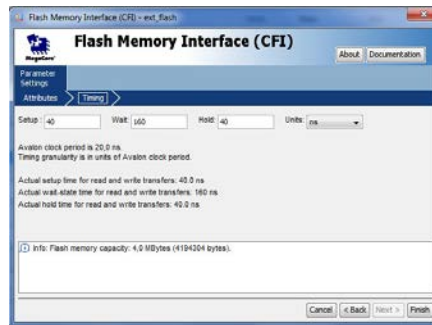 Flash Memory Interface (CFI) - ext_flash
MegaCore'
Flash Memory Interface (CFI)
About
Documentation
Parameter
Settings
Attributes
Timing
Setup: 40
Wait: 160
Hold: 40
Units: ns
Avalon clock period is 20,0 ns.
Timing granularity is in units of Avalon clock period.
Actual setup time for read and write transfers: 40.0 ns
Actual wait-state time for read and write transfers: 160 ns
Actual hold time for read and write transfers: 40.0 ns
Info: Flash memory capacity: 4,0 MBytes (4194304 bytes).
Cancel
< Back
Next >
Finish